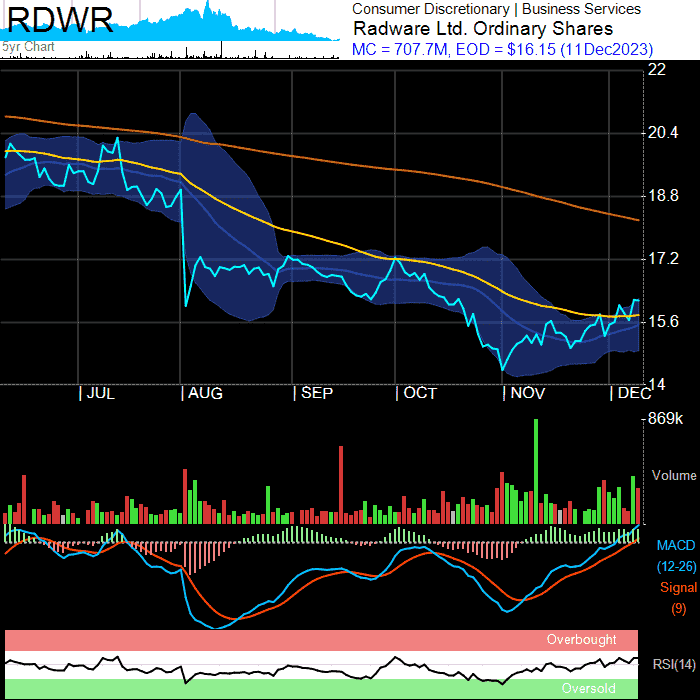 RDWR
5yr Chart
Consumer Discretionary | Business Services
Radware Ltd. Ordinary Shares
MC = 707.7M, EOD = $16.15 (11Dec2023)
22
20.4
18.8
17.2
15.6
14
| JUL | AUG | SEP | OCT | NOV | DEC
869k
Volume
MACD
(12-26)
Signal
(9)
Overbought
RSI(14)
Oversold